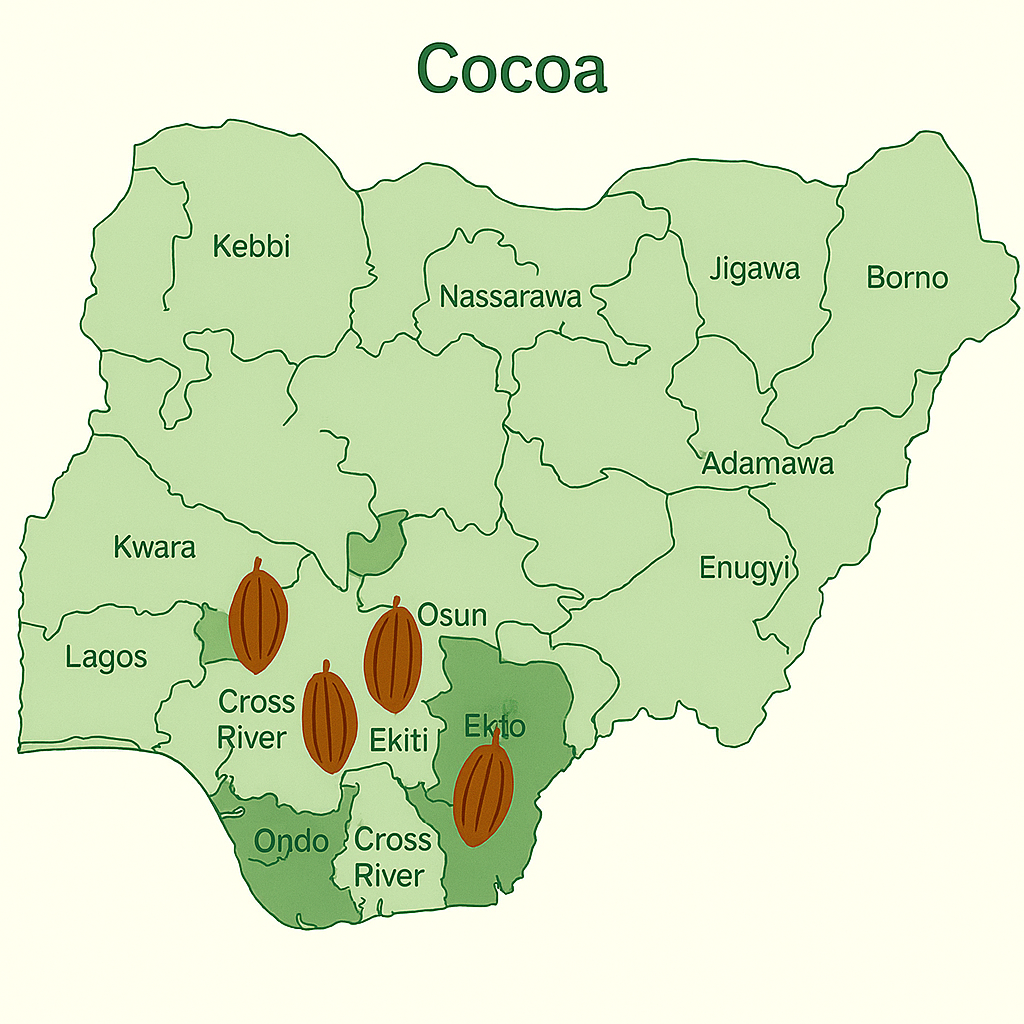 Cocoa
Kebbi
Nassarawa
Jigawa
Borno
Adamawa
Kwara
Enugyi
Osun
Lagos
Cross
River
Ekiti
Ekto
Ondo
Cross
River